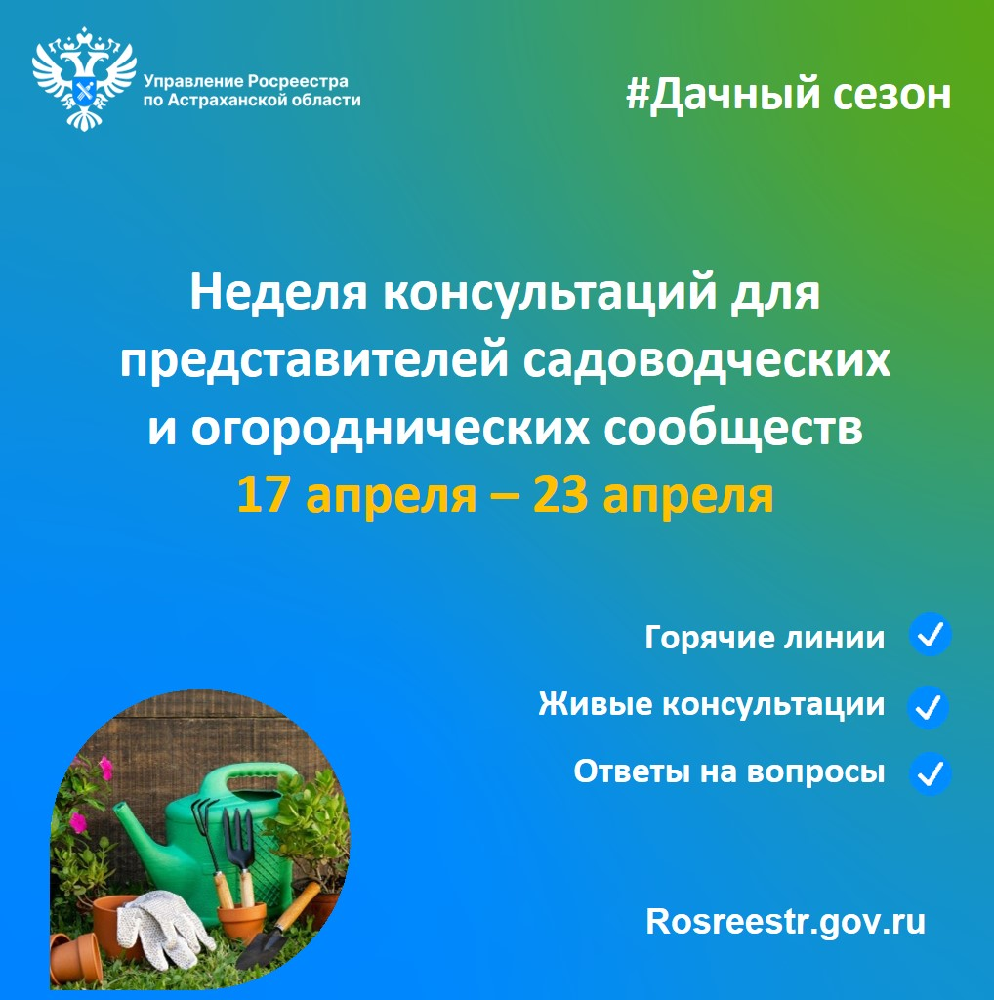 Управление Росреестра
по Астраханской области
#Дачный сезон
Неделя консультаций для
представителей садоводческих
и огороднических сообществ
17 апреля – 23 апреля
Горячие линии
Живые консультации
Ответы на вопросы
Rosreestr.gov.ru